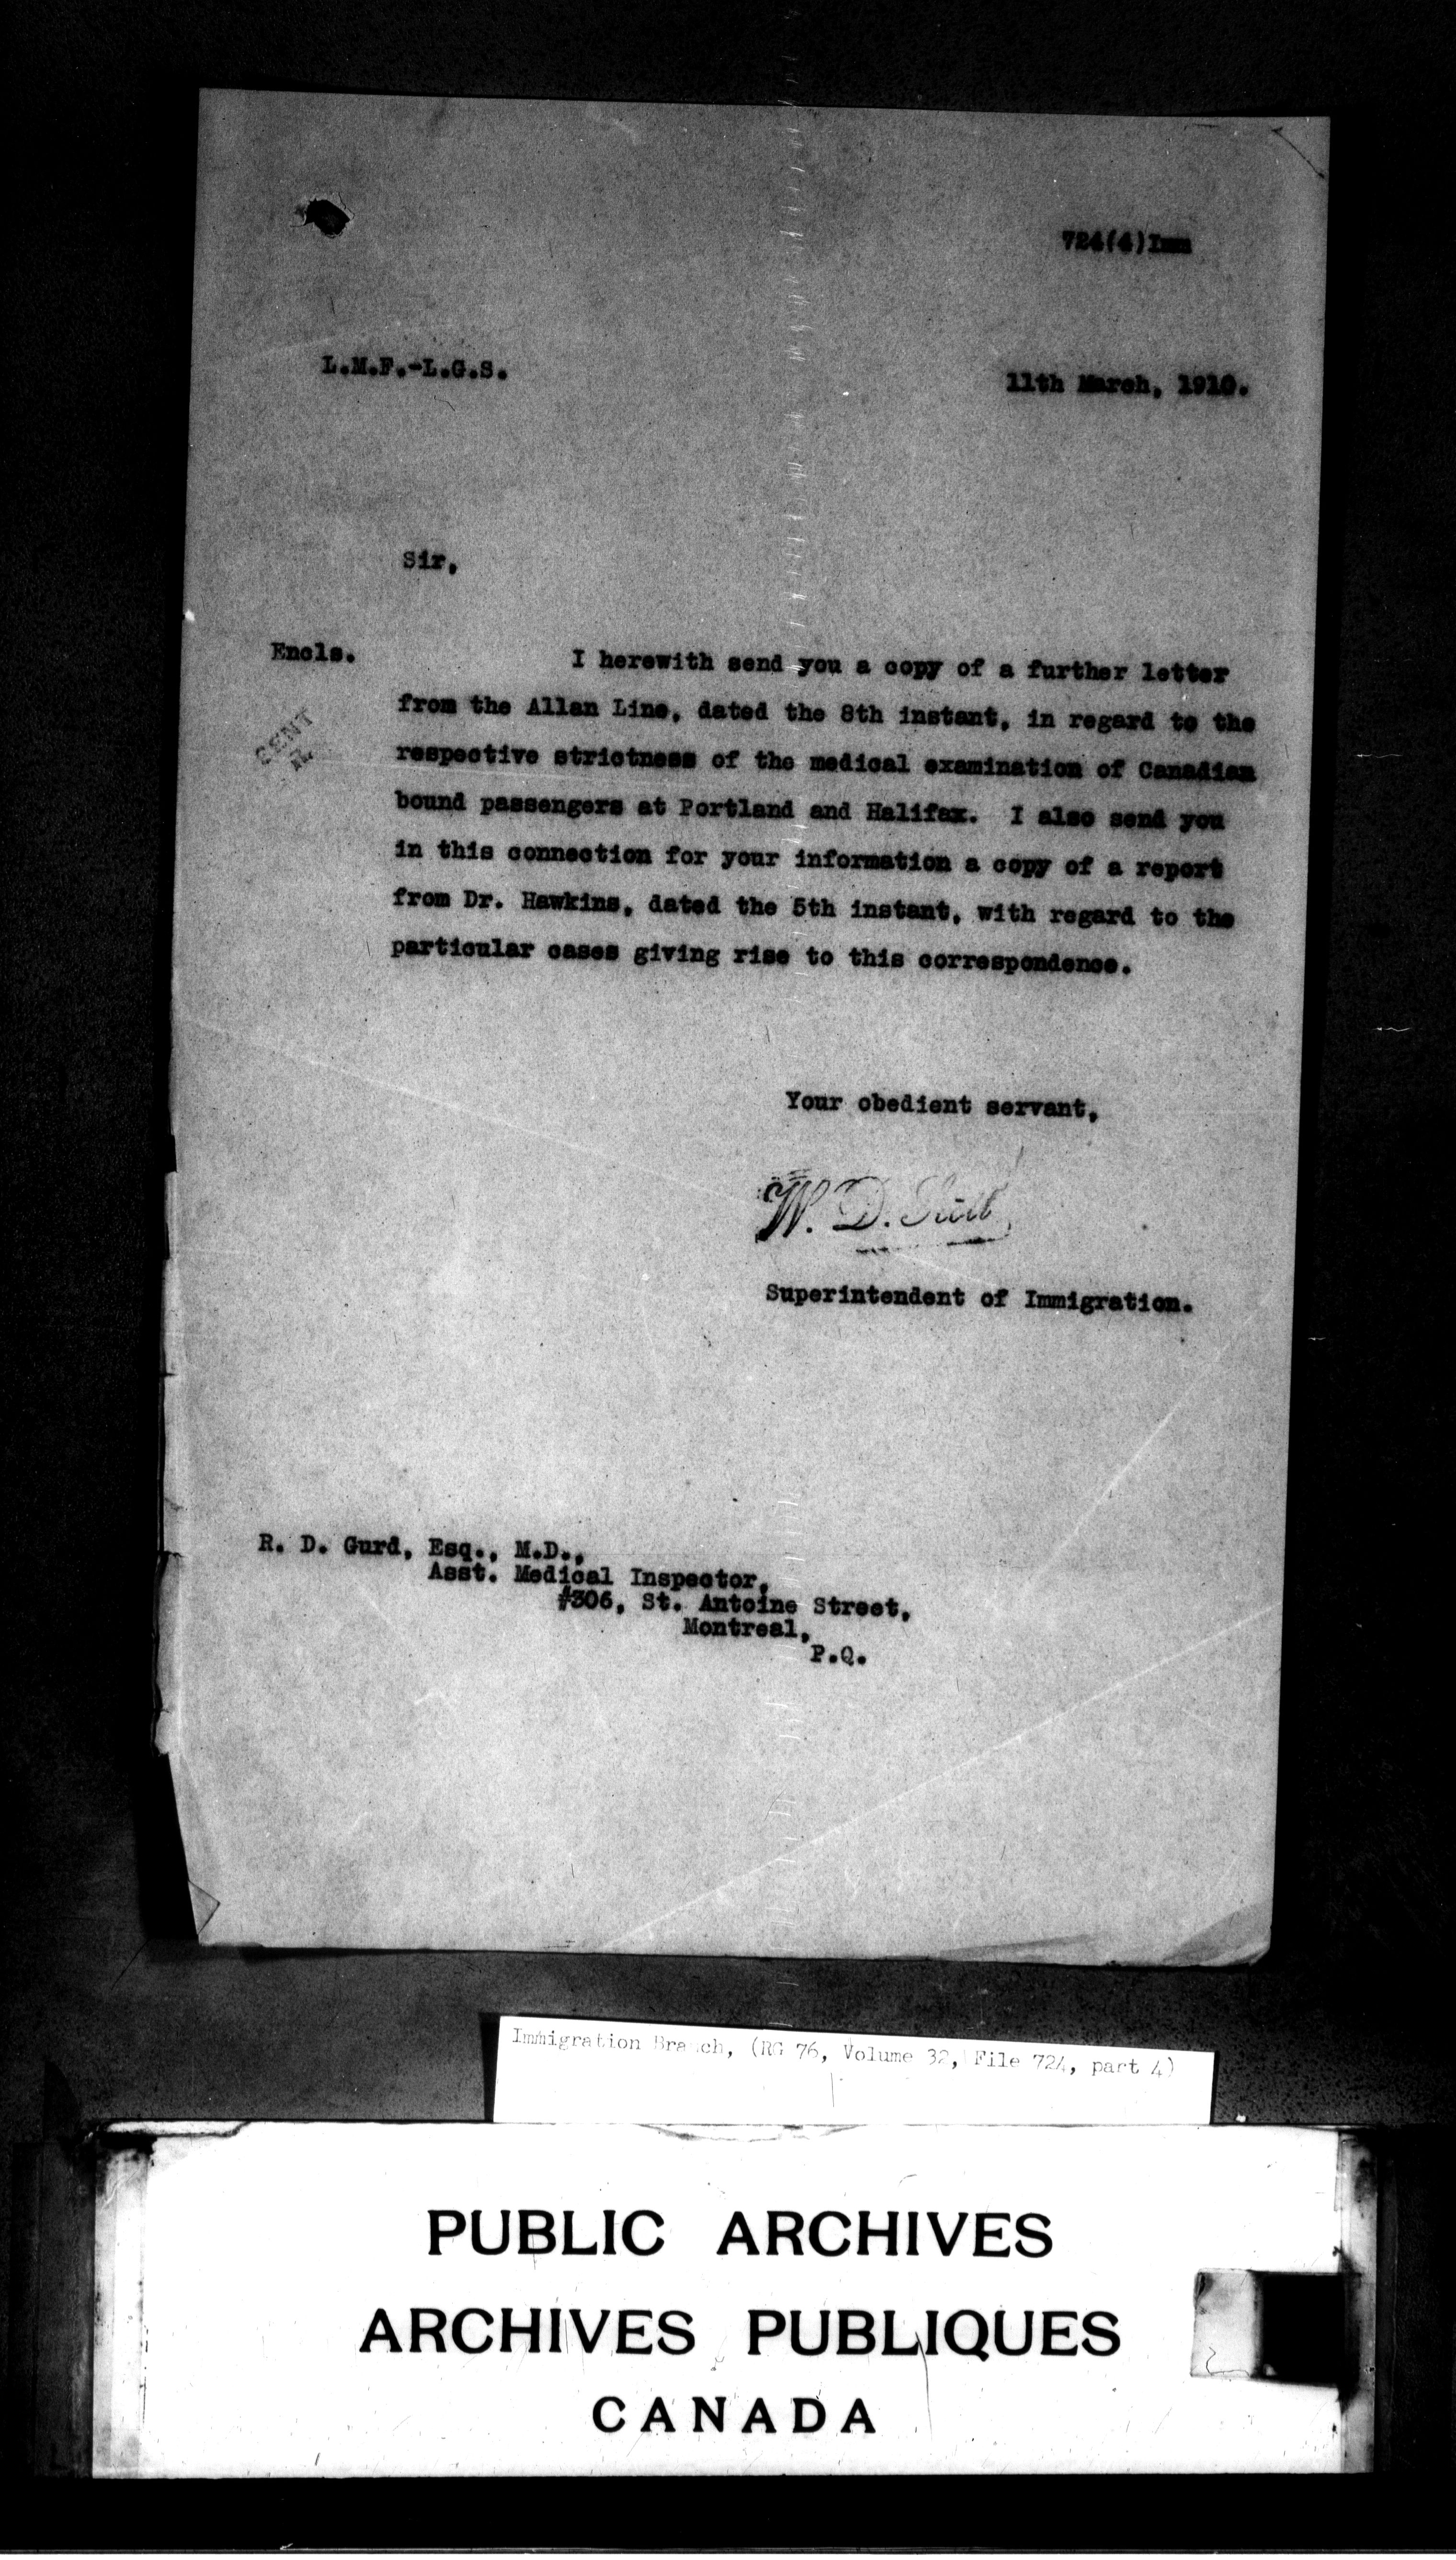 724(4)Imm
L.M.F.-L.G.S.
11th March, 1910.
Sir,
Encls.
I herewith send you a copy of a further letter
from the Allan Line, dated the 8th instant, in regard to the
respective strictness of the medical examination of Canadian
bound passengers at Portland and Halifax. I also send you
in this connection for your information a copy of a report
from Dr. Hawkins, dated the 5th instant, with regard to the
particular cases giving rise to this correspondence.
Your obedient servant,
W. D. Scott
Superintendent of Immigration.
R. D. Gurd, Esq., M.D.,
Asst. Medical Inspector,
#306, St. Antoine Street,
Montreal,
P.Q.
Immigration Branch, (RG 76, Volume 32, File 724, part 4)
PUBLIC ARCHIVES
ARCHIVES PUBLIQUES
CANADA